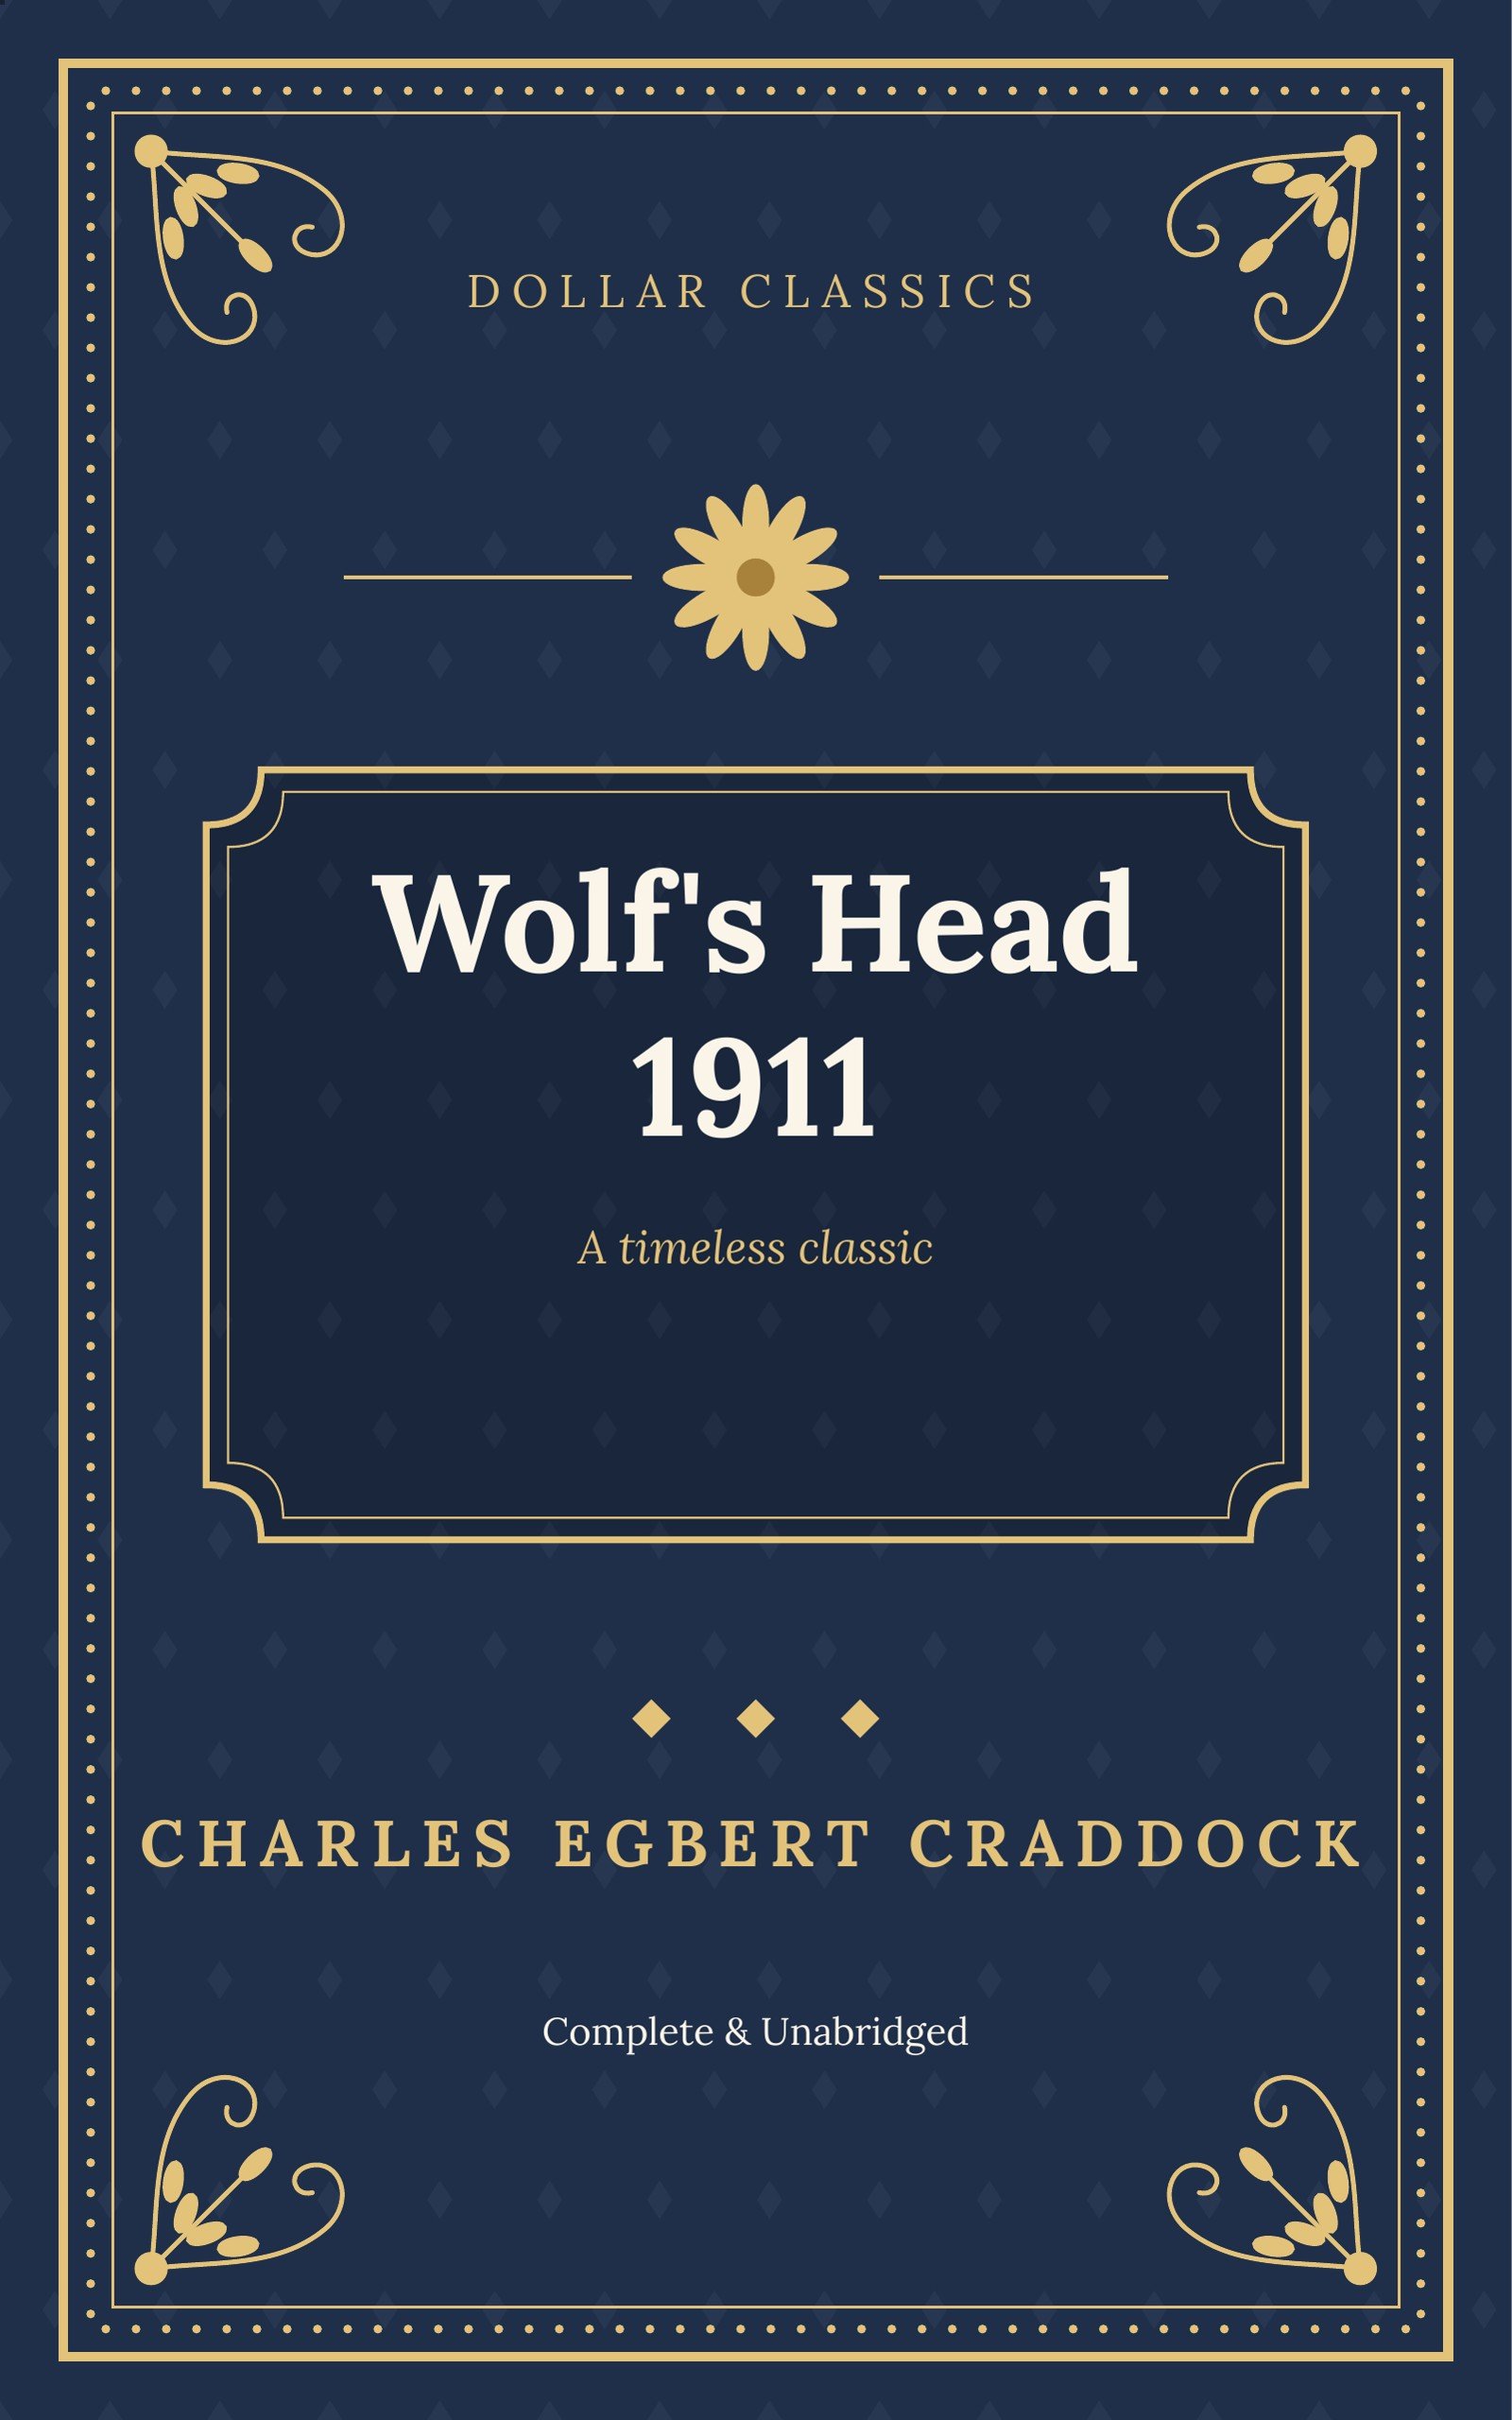 DOLLAR CLASSICS
Wolf's Head
1911
A timeless classic
CHARLES EGBERT CRADDOCK
Complete & Unabridged